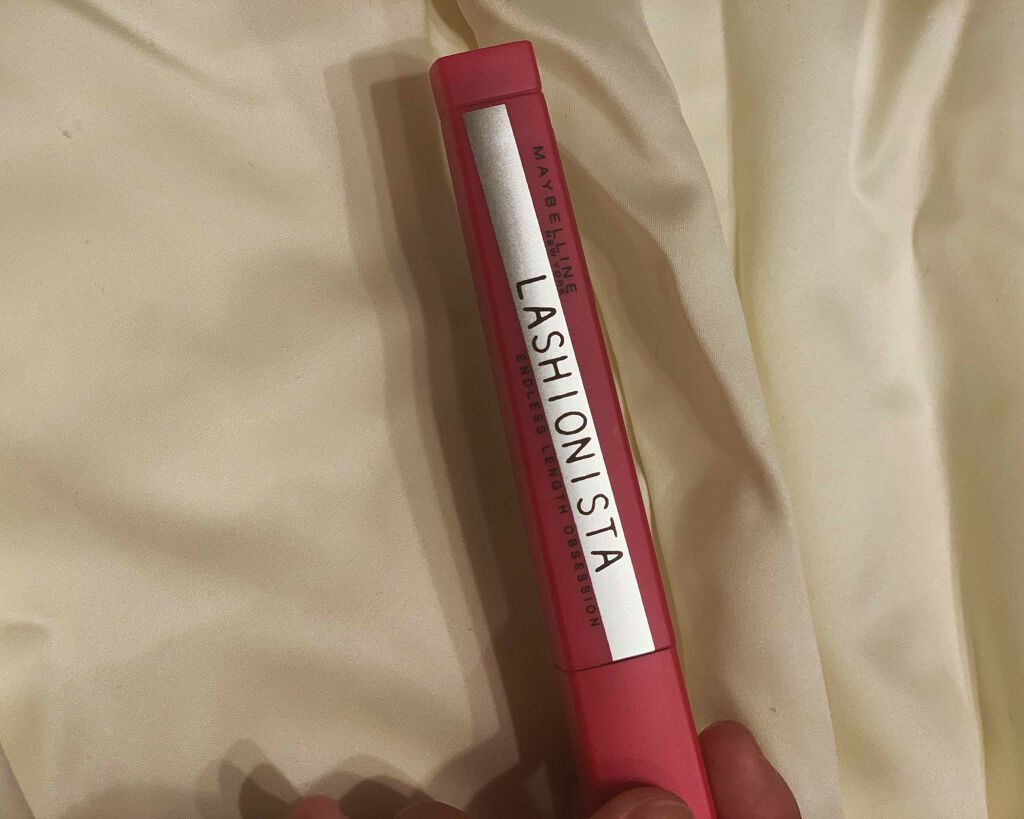 MAYBELLINE
NEW YORK
LASHIONISTA
ENDLESS LENGTH OBSESSION